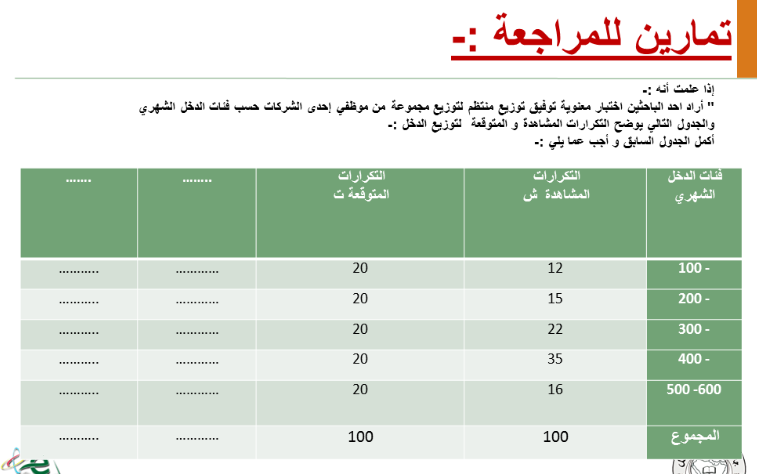 تمارين للمراجعة :-
إذا علمت أنه :-
" أراد احد الباحثين اختبار معنوية توفيق توزيع منتظم لتوزيع مجموعة من موظفي إحدى الشركات حسب فئات الدخل الشهري
والجدول التالي يوضح التكرارات المشاهدة و المتوقعة لتوزيع الدخل :-
أكمل الجدول السابق و أجب عما يلي :-
فئات الدخل الشهري التكرارات المشاهدة ش التكرارات المتوقعة ت ........ .......
100 - 12 20 ............ ...........
200 - 15 20 ............ ...........
300 - 22 20 ............ ...........
400 - 35 20 ............ ...........
500 -600 16 20 ............ ...........
المجموع 100 100 ............ ...........